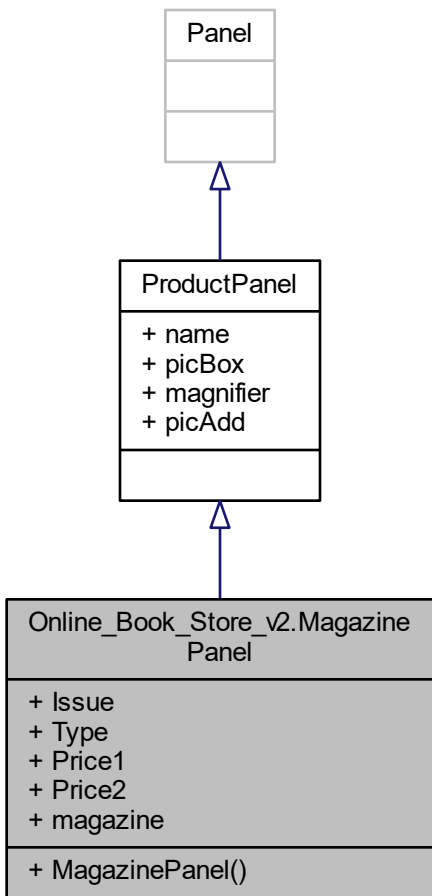 Panel
ProductPanel
+ name
+ picBox
+ magnifier
+ picAdd
Online_Book_Store_v2.Magazine
Panel
+ Issue
+ Type
+ Price1
+ Price2
+ magazine
+ MagazinePanel()